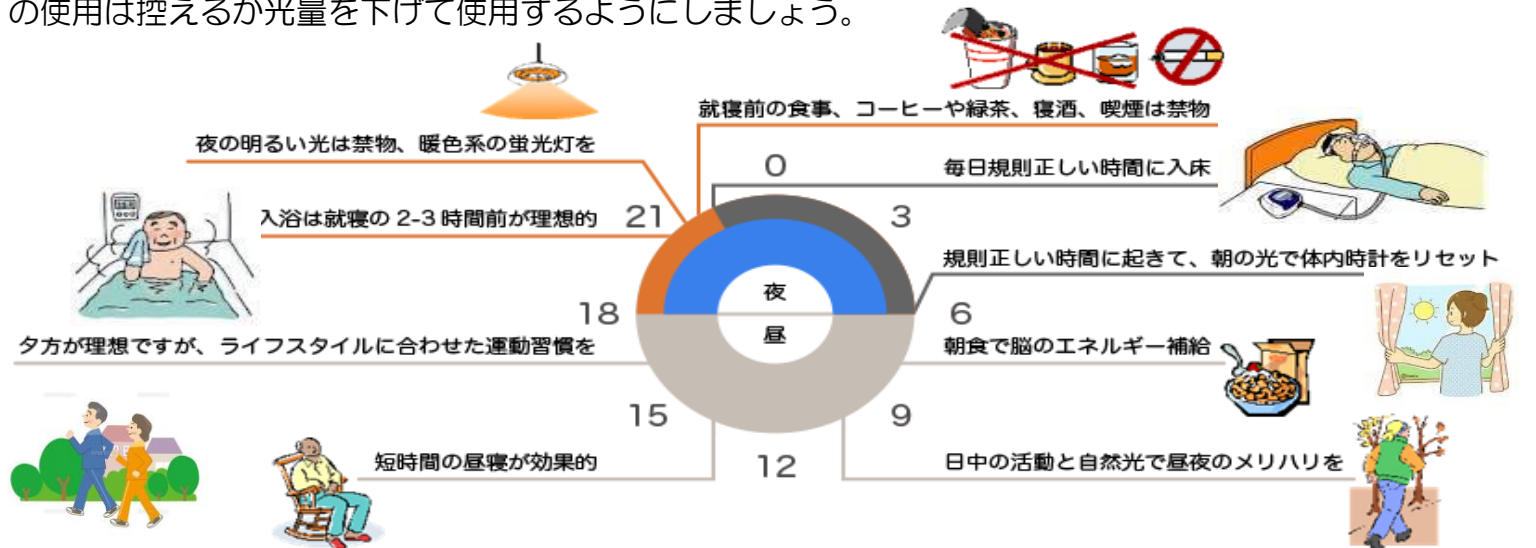 の使用は控えるか光量を下げて使用するようにしましょう。
就寝前の食事、コーヒーや緑茶、寝酒、喫煙は禁物
夜の明るい光は禁物、暖色系の蛍光灯を
0
毎日規則正しい時間に入床
入浴は就寝の 2-3 時間前が理想的
21
3
規則正しい時間に起きて、朝の光で体内時計をリセット
夜
18
6
昼
夕方が理想ですが、ライフスタイルに合わせた運動習慣を
朝食で脳のエネルギー補給
15
9
短時間の昼寝が効果的
12
日中の活動と自然光で昼夜のメリハリを